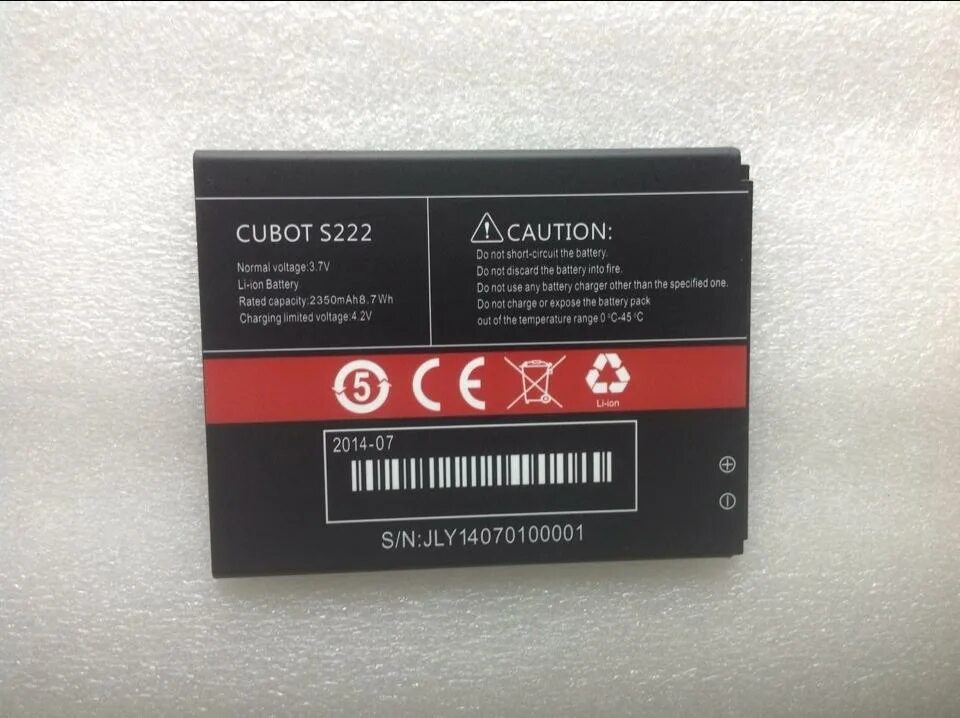 CUBOT S222
Normal voltage:3.7V
Li-ion Battery
Rated capacity:2350mAh8.7Wh
Charging limited voltage:4.2V
CAUTION:
Do not short-circuit the battery.
Do not discard the battery into fire.
Do not use any battery charger other than the specified one.
Do not charge or expose the battery pack
out of the temperature range 0 °C-45 °C
5 CE
Li-ion
2014-07
S/N:JLY14070100001